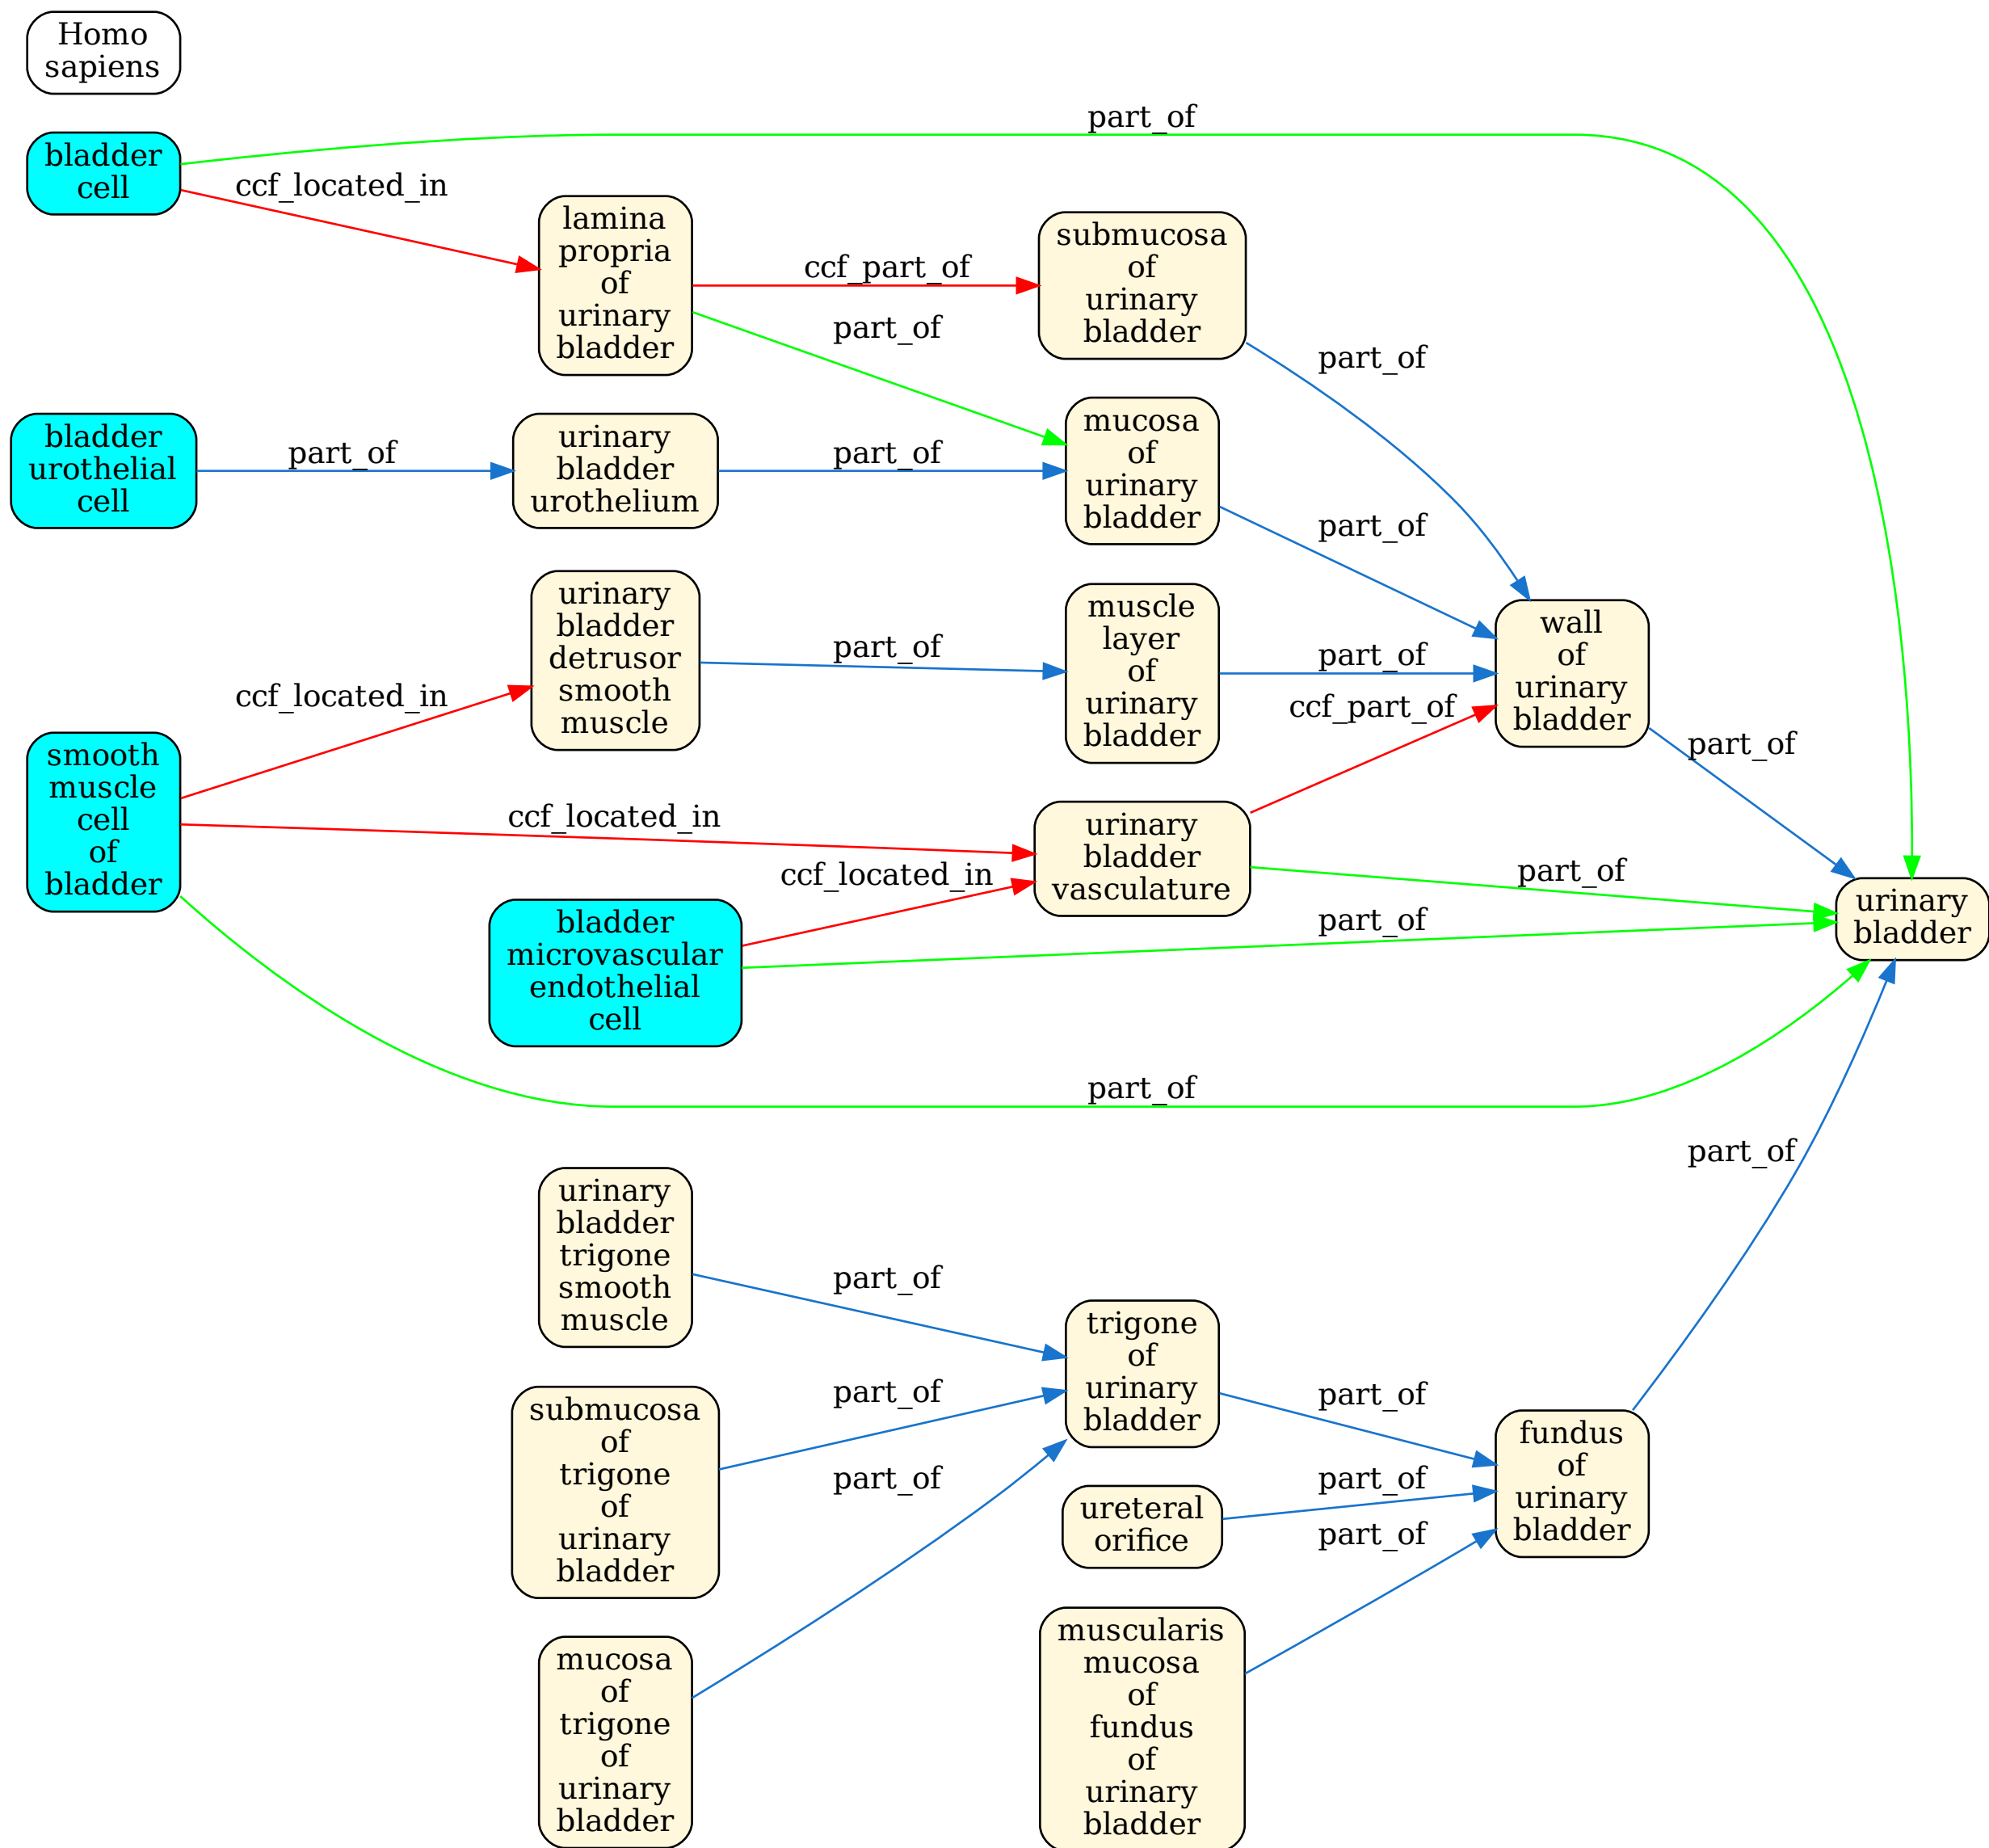 Homo
sapiens
part_of
bladder
cell
ccf_located_in
lamina
propria
of
urinary
bladder
ccf_part_of
part_of
submucosa
of
urinary
bladder
part_of
bladder
urothelial
cell
part_of
urinary
bladder
urothelium
part_of
mucosa
of
urinary
bladder
part_of
urinary
bladder
detrusor
smooth
muscle
part_of
muscle
layer
of
urinary
bladder
part_of
wall
of
urinary
bladder
part_of
ccf_located_in
smooth
muscle
cell
of
bladder
ccf_located_in
ccf_part_of
urinary
bladder
vasculature
ccf_located_in
part_of
bladder
microvascular
endothelial
cell
part_of
urinary
bladder
part_of
part_of
urinary
bladder
trigone
smooth
muscle
part_of
trigone
of
urinary
bladder
part_of
submucosa
of
trigone
of
urinary
bladder
part_of
part_of
ureteral
orifice
part_of
part_of
fundus
of
urinary
bladder
mucosa
of
trigone
of
urinary
bladder
muscularis
mucosa
of
fundus
of
urinary
bladder